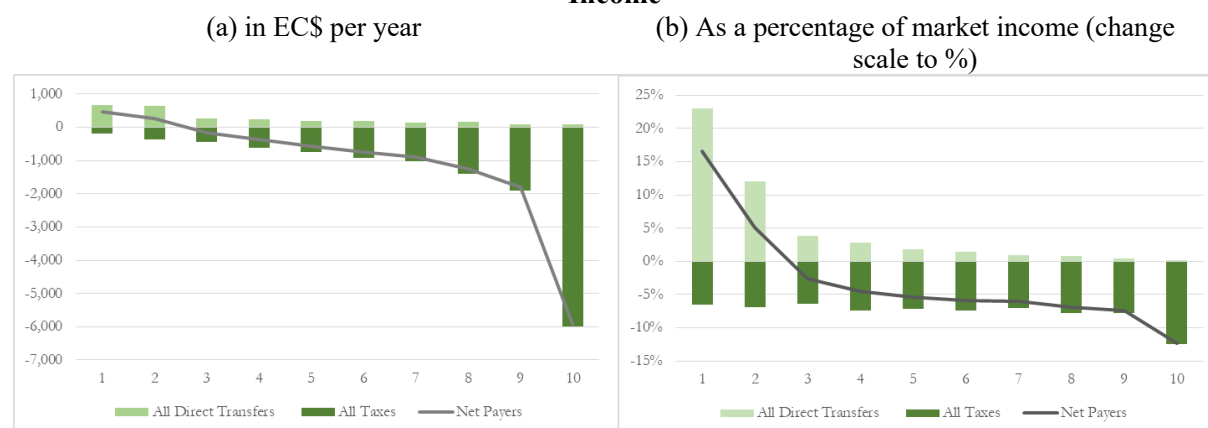 Income
(a) in EC$ per year
(b) As a percentage of market income (change
scale to %)
1,000
0
-1,000
-2,000
-3,000
-4,000
-5,000
-6,000
-7,000
1 2 3 4 5 6 7 8 9 10
All Direct Transfers All Taxes Net Payers
25%
20%
15%
10%
5%
0%
-5%
-10%
-15%
1 2 3 4 5 6 7 8 9 10
All Direct Transfers All Taxes Net Payers